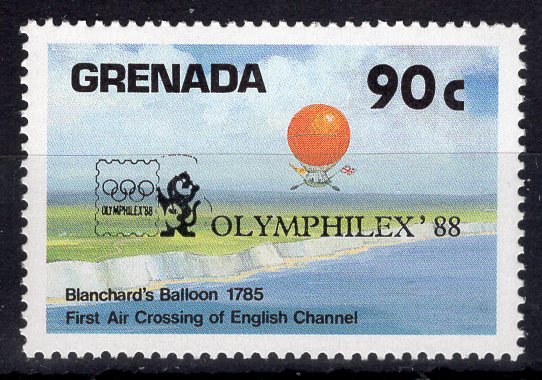 GRENADA 90c
OLYMPHILEX'88
OLYMPHILEX'88
Blanchard's Balloon 1785
First Air Crossing of English Channel